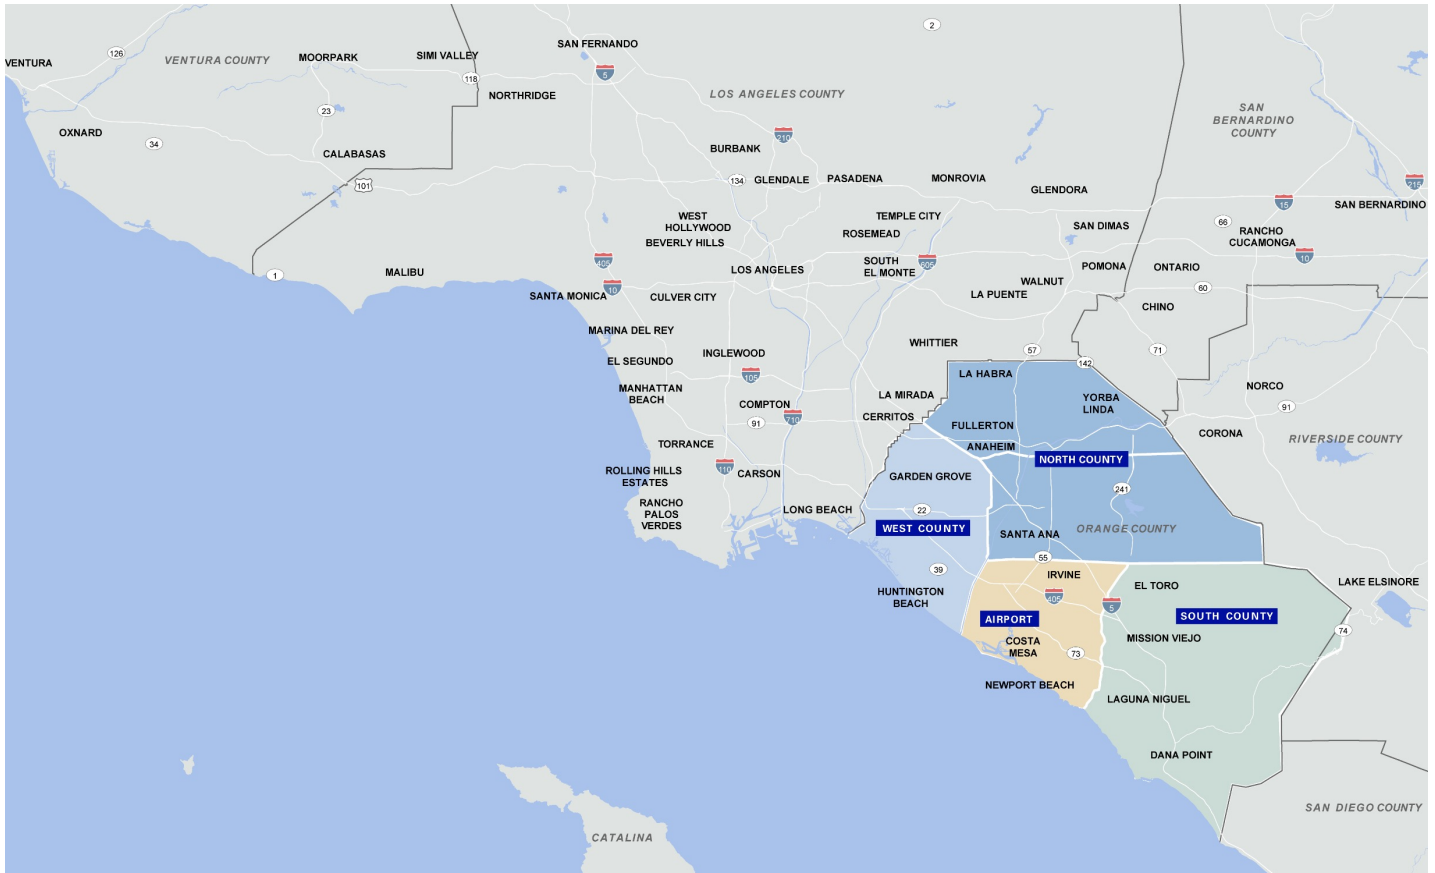 2
SAN FERNANDO
126
VENTURA COUNTY
MOORPARK
SIMI VALLEY
VENTURA
5
118
NORTHRIDGE
LOS ANGELES COUNTY
SAN
BERNARDINO
COUNTY
23
OXNARD
34
210
BURBANK
CALABASAS
101
134
GLENDALE
PASADENA
MONROVIA
GLENDORA
215
15
SAN BERNARDINO
WEST
HOLLYWOOD
BEVERLY HILLS
TEMPLE CITY
ROSEMEAD
SAN DIMAS
66
RANCHO
CUCAMONGA
10
405
LOS ANGELES
SOUTH
EL MONTE
605
POMONA
ONTARIO
1
MALIBU
10
SANTA MONICA
CULVER CITY
WALNUT
LA PUENTE
60
CHINO
MARINA DEL REY
WHITTIER
57
71
EL SEGUNDO
INGLEWOOD
142
105
LA HABRA
MANHATTAN
BEACH
LA MIRADA
YORBA
LINDA
NORCO
COMPTON
710
CERRITOS
91
91
FULLERTON
CORONA
RIVERSIDE COUNTY
TORRANCE
ANAHEIM
NORTH COUNTY
110
CARSON
ROLLING HILLS
ESTATES
GARDEN GROVE
241
RANCHO
PALOS
VERDES
LONG BEACH
22
WEST COUNTY
SANTA ANA
ORANGE COUNTY
55
39
IRVINE
EL TORO
LAKE ELSINORE
HUNTINGTON
BEACH
405
5
AIRPORT
SOUTH COUNTY
74
COSTA
MESA
MISSION VIEJO
73
NEWPORT BEACH
LAGUNA NIGUEL
DANA POINT
SAN DIEGO COUNTY
CATALINA